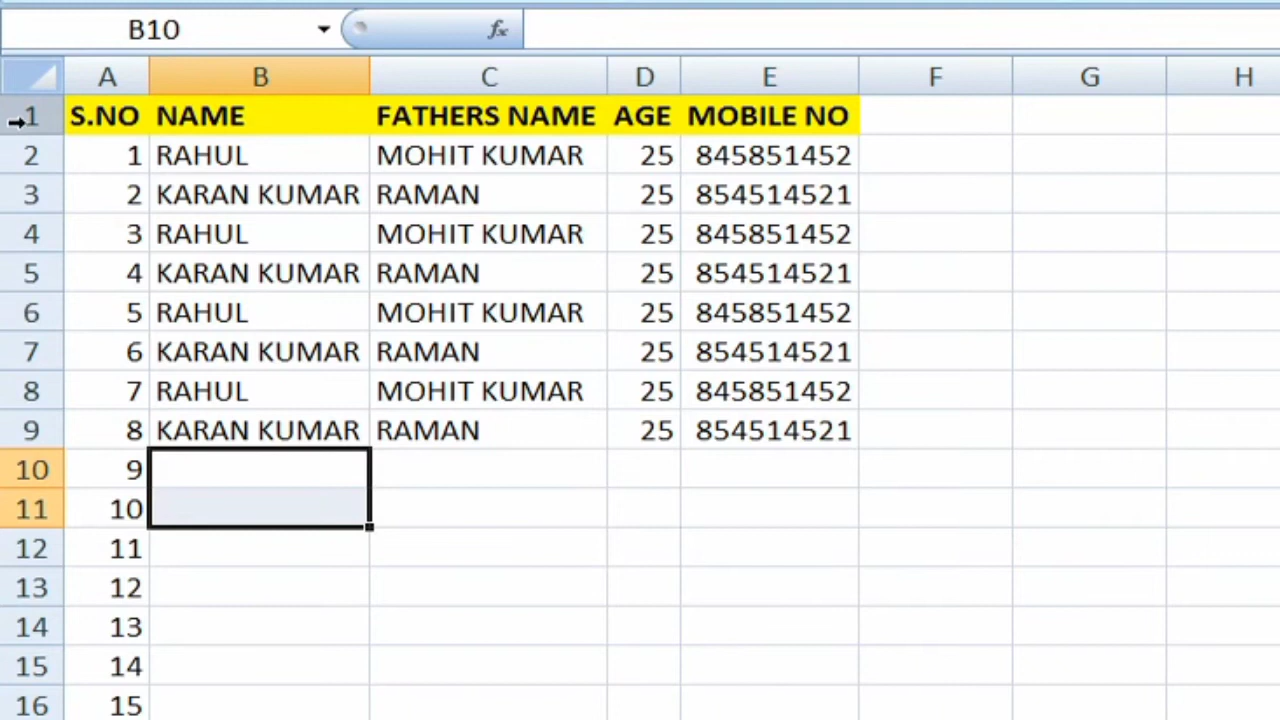 B10 fx
A B C D E F G H
1 S.NO NAME FATHERS NAME AGE MOBILE NO
2 1 RAHUL MOHIT KUMAR 25 845851452
3 2 KARAN KUMAR RAMAN 25 854514521
4 3 RAHUL MOHIT KUMAR 25 845851452
5 4 KARAN KUMAR RAMAN 25 854514521
6 5 RAHUL MOHIT KUMAR 25 845851452
7 6 KARAN KUMAR RAMAN 25 854514521
8 7 RAHUL MOHIT KUMAR 25 845851452
9 8 KARAN KUMAR RAMAN 25 854514521
10 9
11 10
12 11
13 12
14 13
15 14
16 15